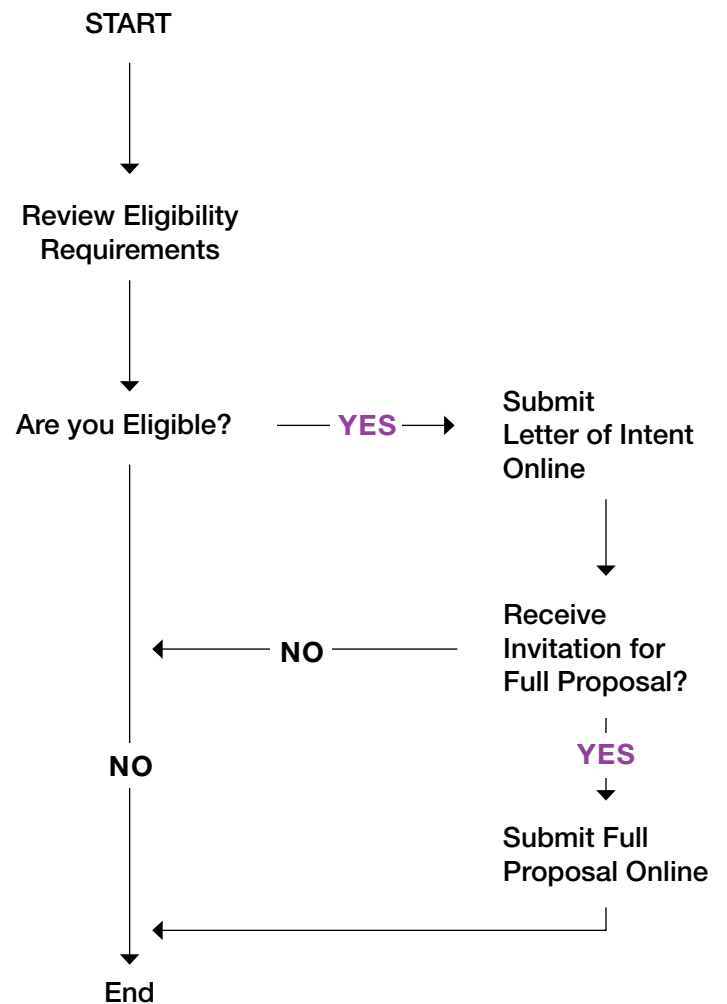 START
Review Eligibility
Requirements
Are you Eligible?
YES
Submit
Letter of Intent
Online
Receive
Invitation for
Full Proposal?
NO
YES
NO
Submit Full
Proposal Online
End